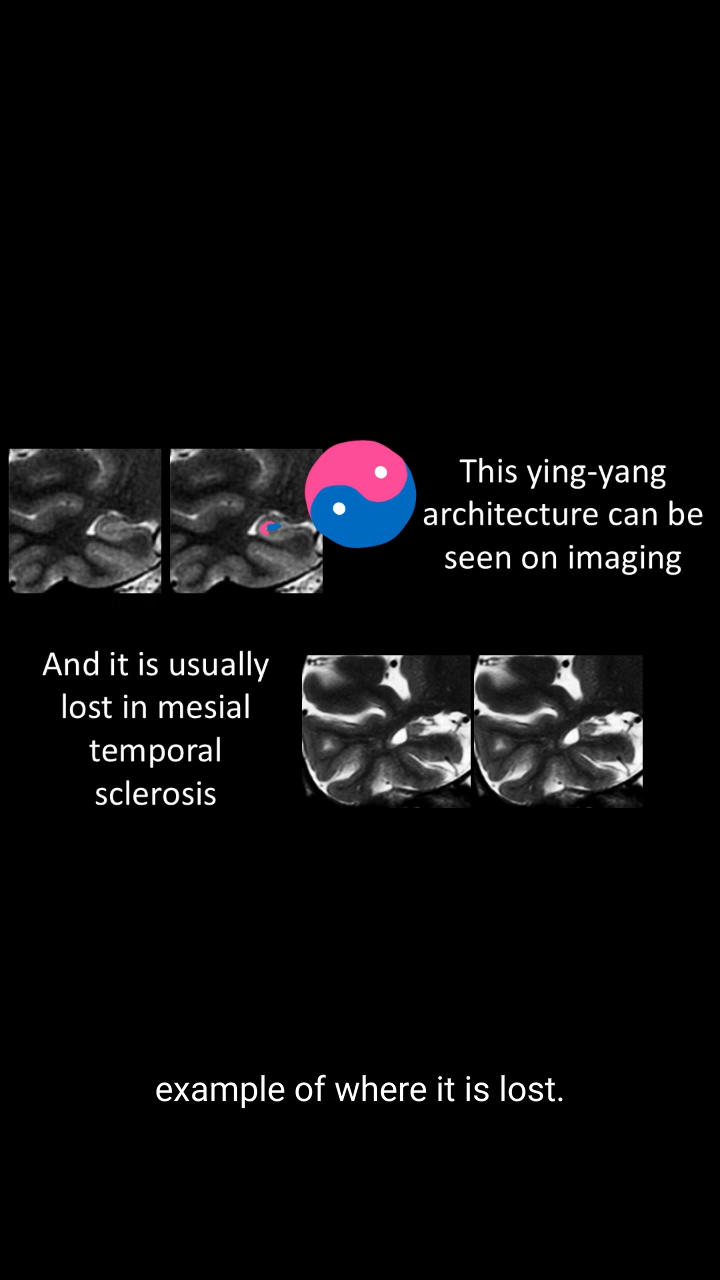 This ying-yang
architecture can be
seen on imaging
And it is usually
lost in mesial
temporal
sclerosis
example of where it is lost.